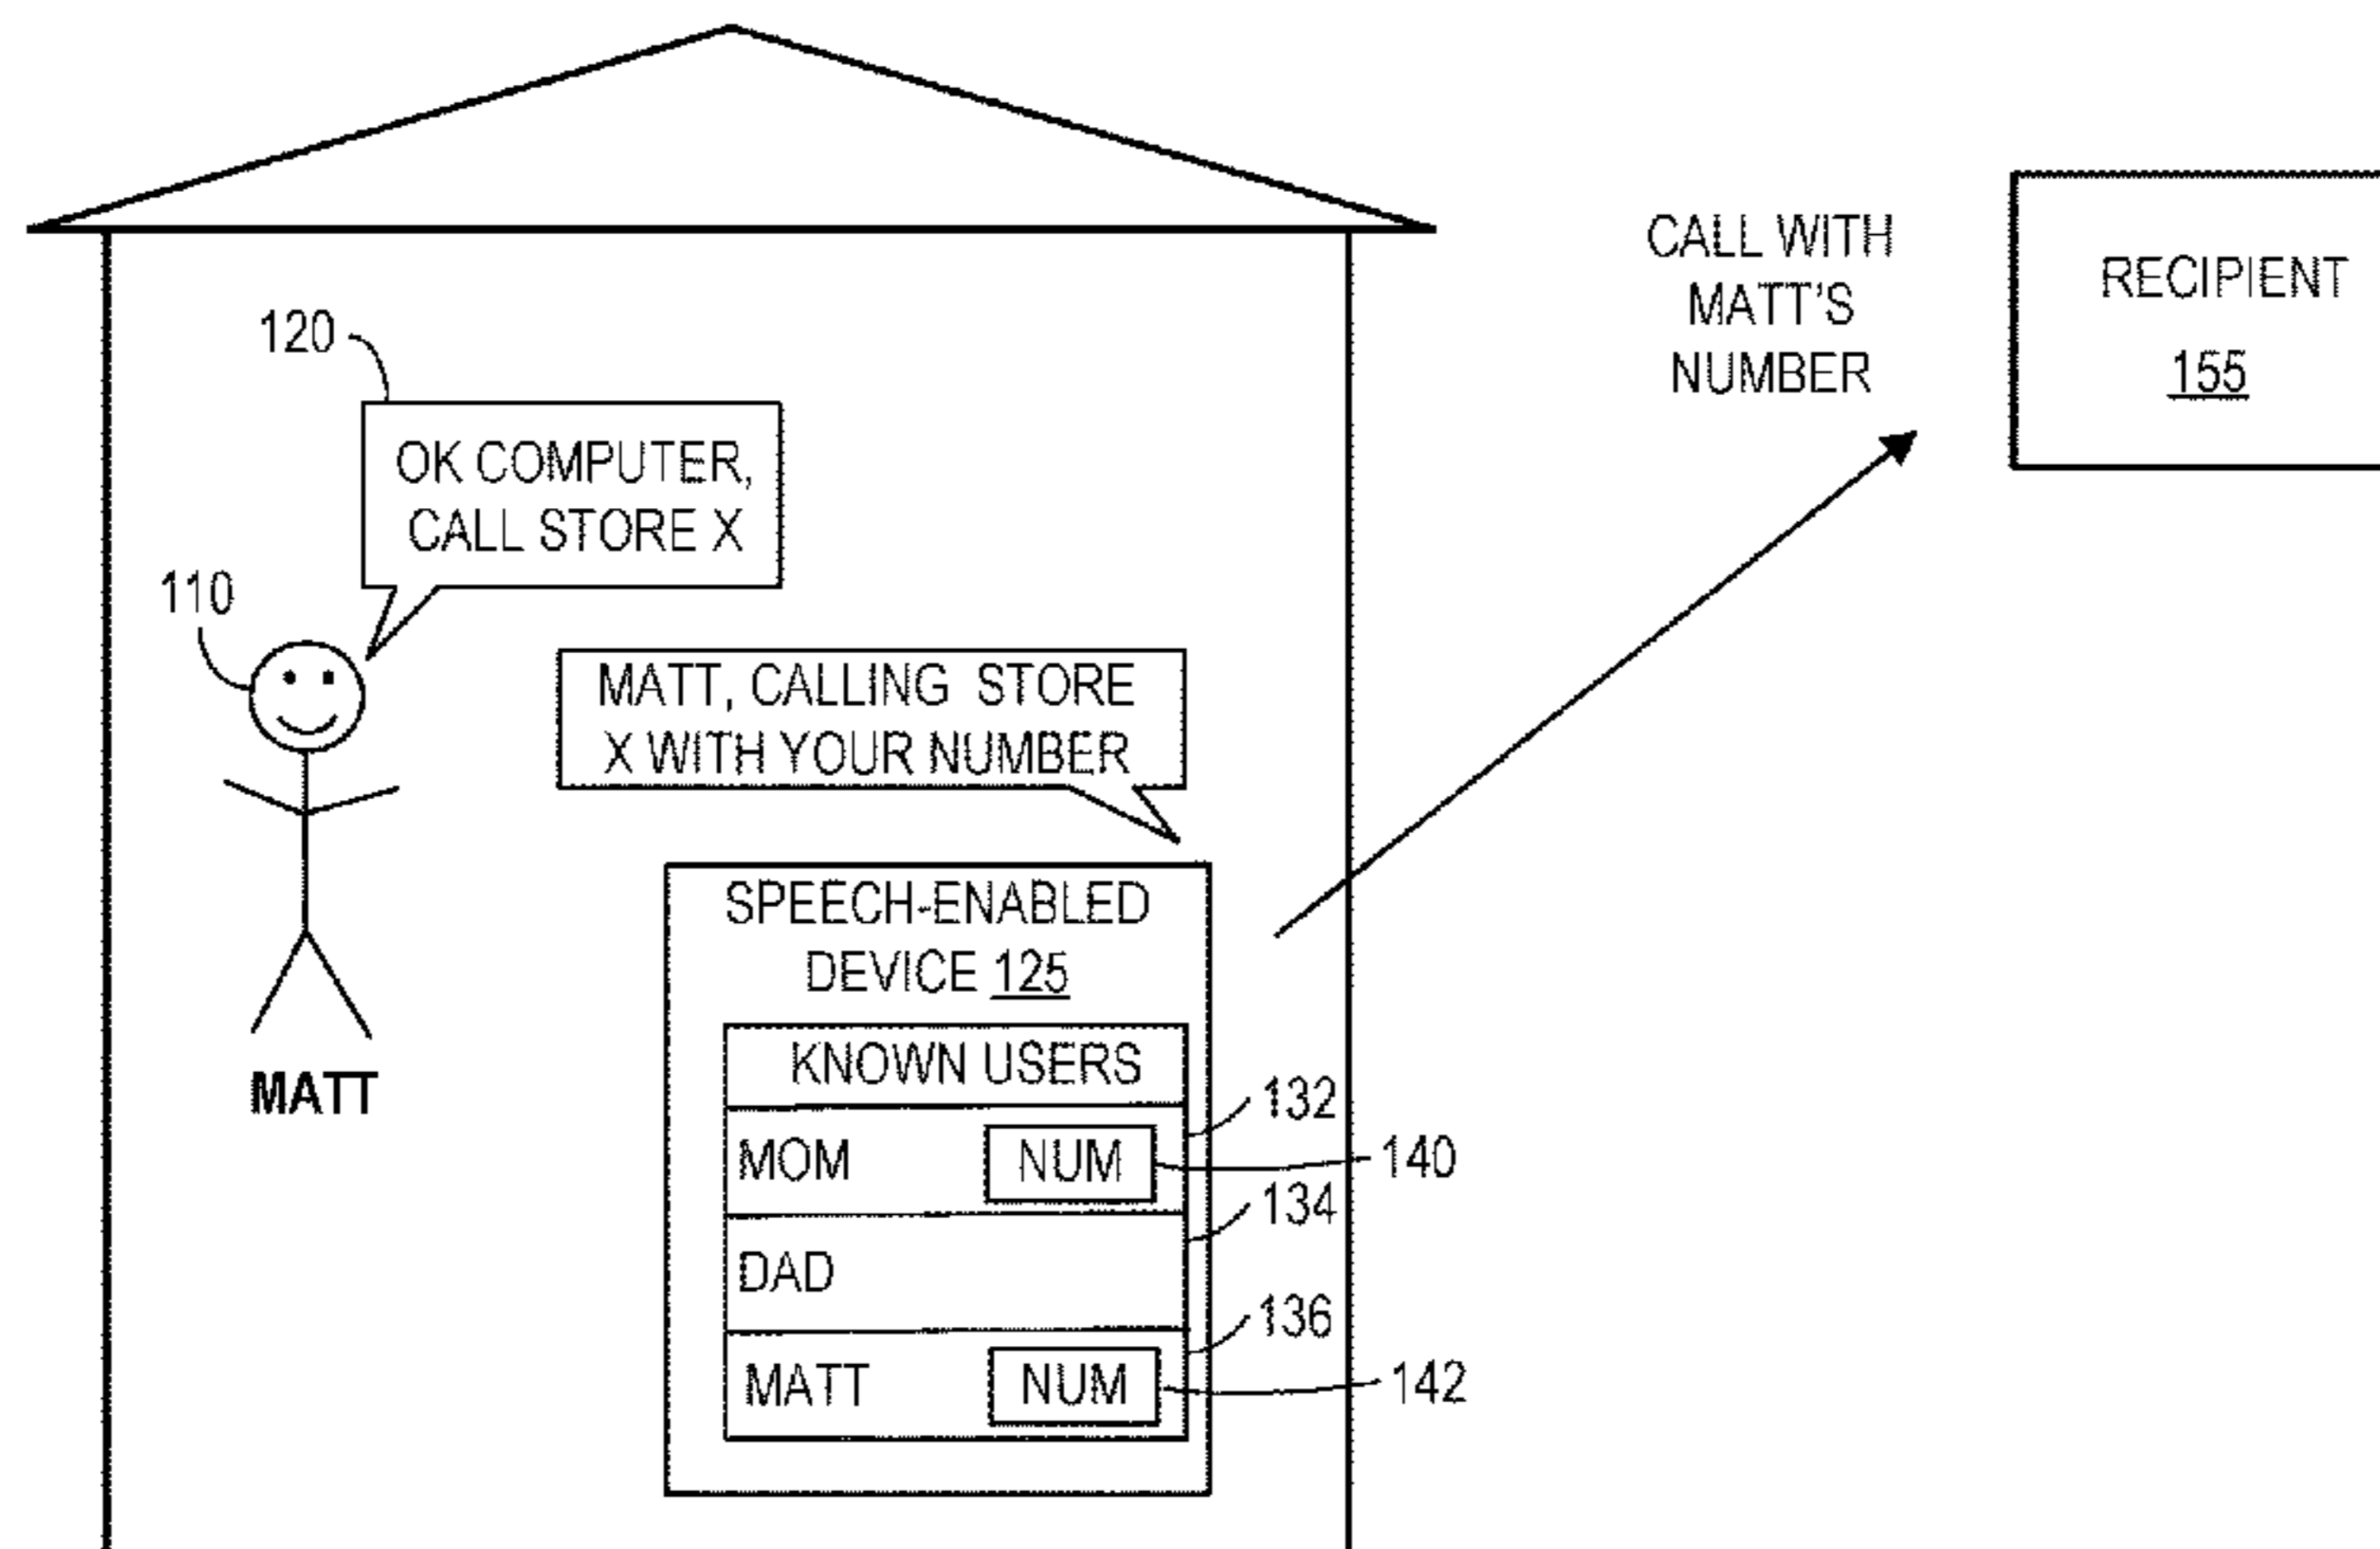 CALL WITH
MATT'S
NUMBER
RECIPIENT
155
120
OK COMPUTER,
CALL STORE X
110
MATT, CALLING STORE
X WITH YOUR NUMBER
MATT
SPEECH-ENABLED
DEVICE 125
KNOWN USERS
132
MOM NUM
140
134
DAD
136
MATT NUM
142